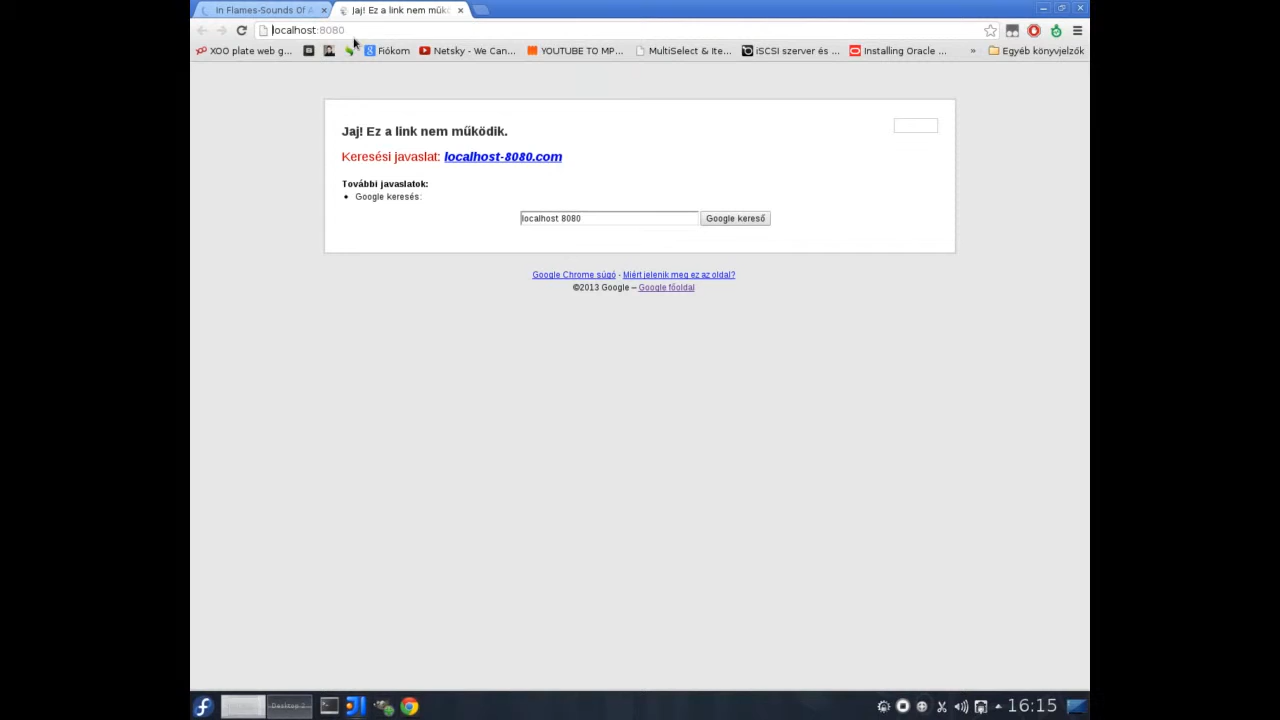 In Flames-Sounds Of A
Jaj! Ez a link nem műkö
localhost:8080
XOO plate web g...
Fiókom
Netsky - We Can...
YOUTUBE TO MP...
MultiSelect & Ite...
iSCSI szerver és ...
Installing Oracle ...
»
Egyéb könyvjelzők
Jaj! Ez a link nem működik.
Keresési javaslat: localhost-8080.com
További javaslatok:
• Google keresés:
localhost 8080
Google kereső
Google Chrome súgó - Miért jelenik meg ez az oldal?
©2013 Google – Google főoldal
Desktop 2
16:15